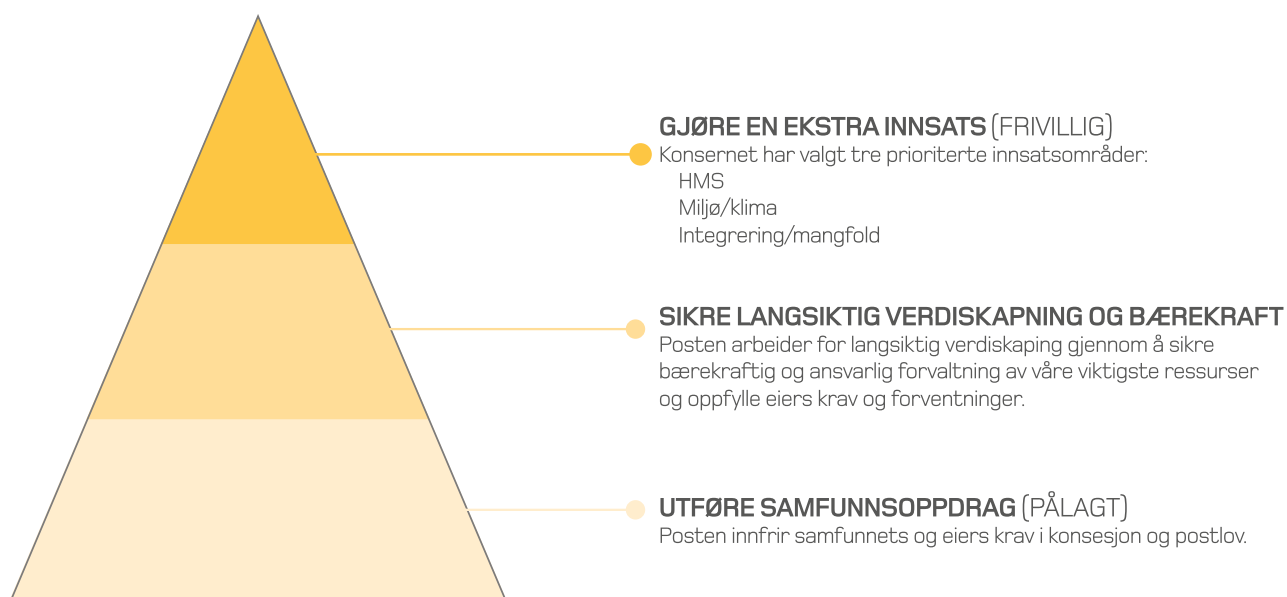 GJØRE EN EKSTRA INNSATS (FRIVILLIG)
Konsernet har valgt tre prioriterte innsatsområder:
HMS
Miljø/klima
Integrering/mangfold
SIKRE LANGSIKTIG VERDISKAPNING OG BÆREKRAFT
Posten arbeider for langsiktig verdiskaping gjennom å sikre
bærekraftig og ansvarlig forvaltning av våre viktigste ressurser
og oppfylle eiers krav og forventninger.
UTFØRE SAMFUNNSOPPDRAG (PÅLAGT)
Posten innfrir samfunnets og eiers krav i konsesjon og postlov.